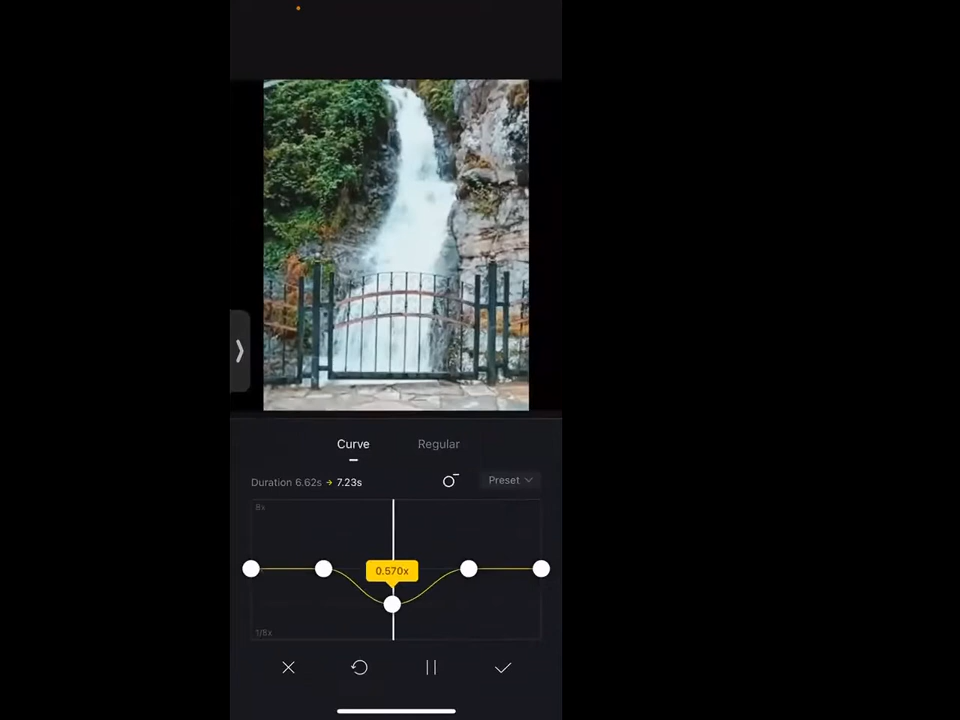 Curve Regular
Duration 6.62s → 7.23s Preset
8x
0.570x
1/8x